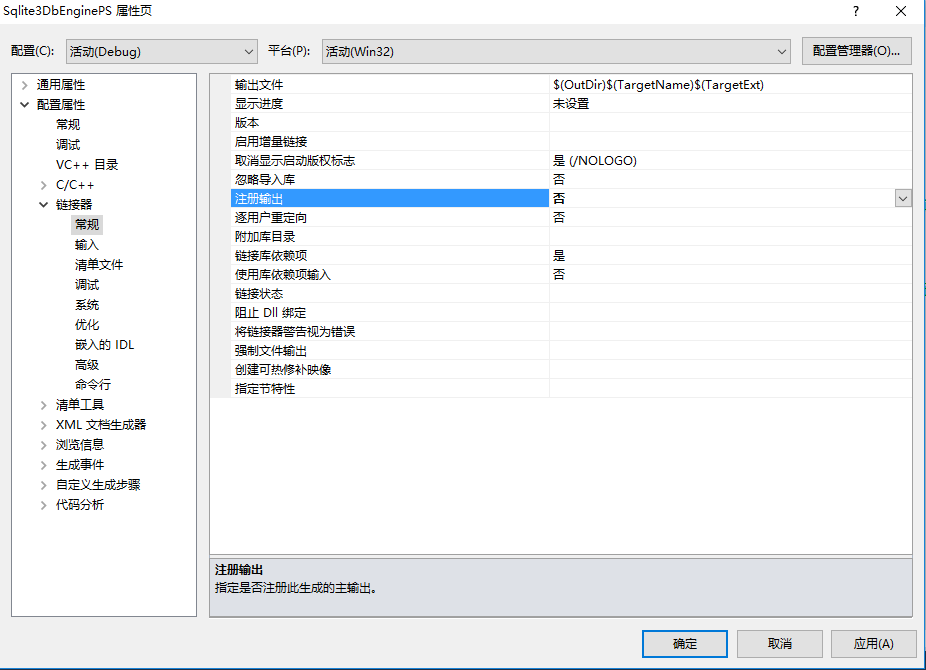 Sqlite3DbEnginePS 属性页
?
配置(C):
活动(Debug)
平台(P):
活动(Win32)
配置管理器(O)...
通用属性
配置属性
常规
调试
VC++ 目录
C/C++
链接器
常规
输入
清单文件
调试
系统
优化
嵌入的 IDL
高级
命令行
清单工具
XML 文档生成器
浏览信息
生成事件
自定义生成步骤
代码分析
输出文件 $(OutDir)$(TargetName)$(TargetExt)
显示进度 未设置
版本
启用增量链接
取消显示启动版权标志 是 (/NOLOGO)
忽略导入库 否
注册输出 否
逐用户重定向 否
附加库目录
链接库依赖项 是
使用库依赖项输入 否
链接状态
阻止 Dll 绑定
将链接器警告视为错误
强制文件输出
创建可热修补映像
指定节特性
注册输出
指定是否注册此生成的主输出。
确定
取消
应用(A)